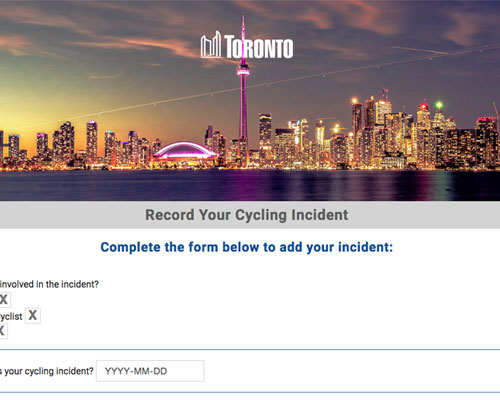 TORONTO
Record Your Cycling Incident
Complete the form below to add your incident:
involved in the incident?
X
yclist X
X
s your cycling incident? YYYY-MM-DD